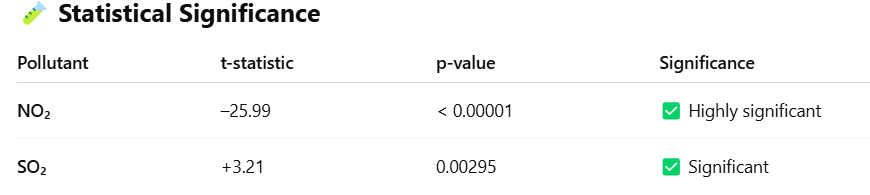 Statistical Significance
Pollutant t-statistic p-value Significance
NO₂ –25.99 < 0.00001 ✅ Highly significant
SO₂ +3.21 0.00295 ✅ Significant